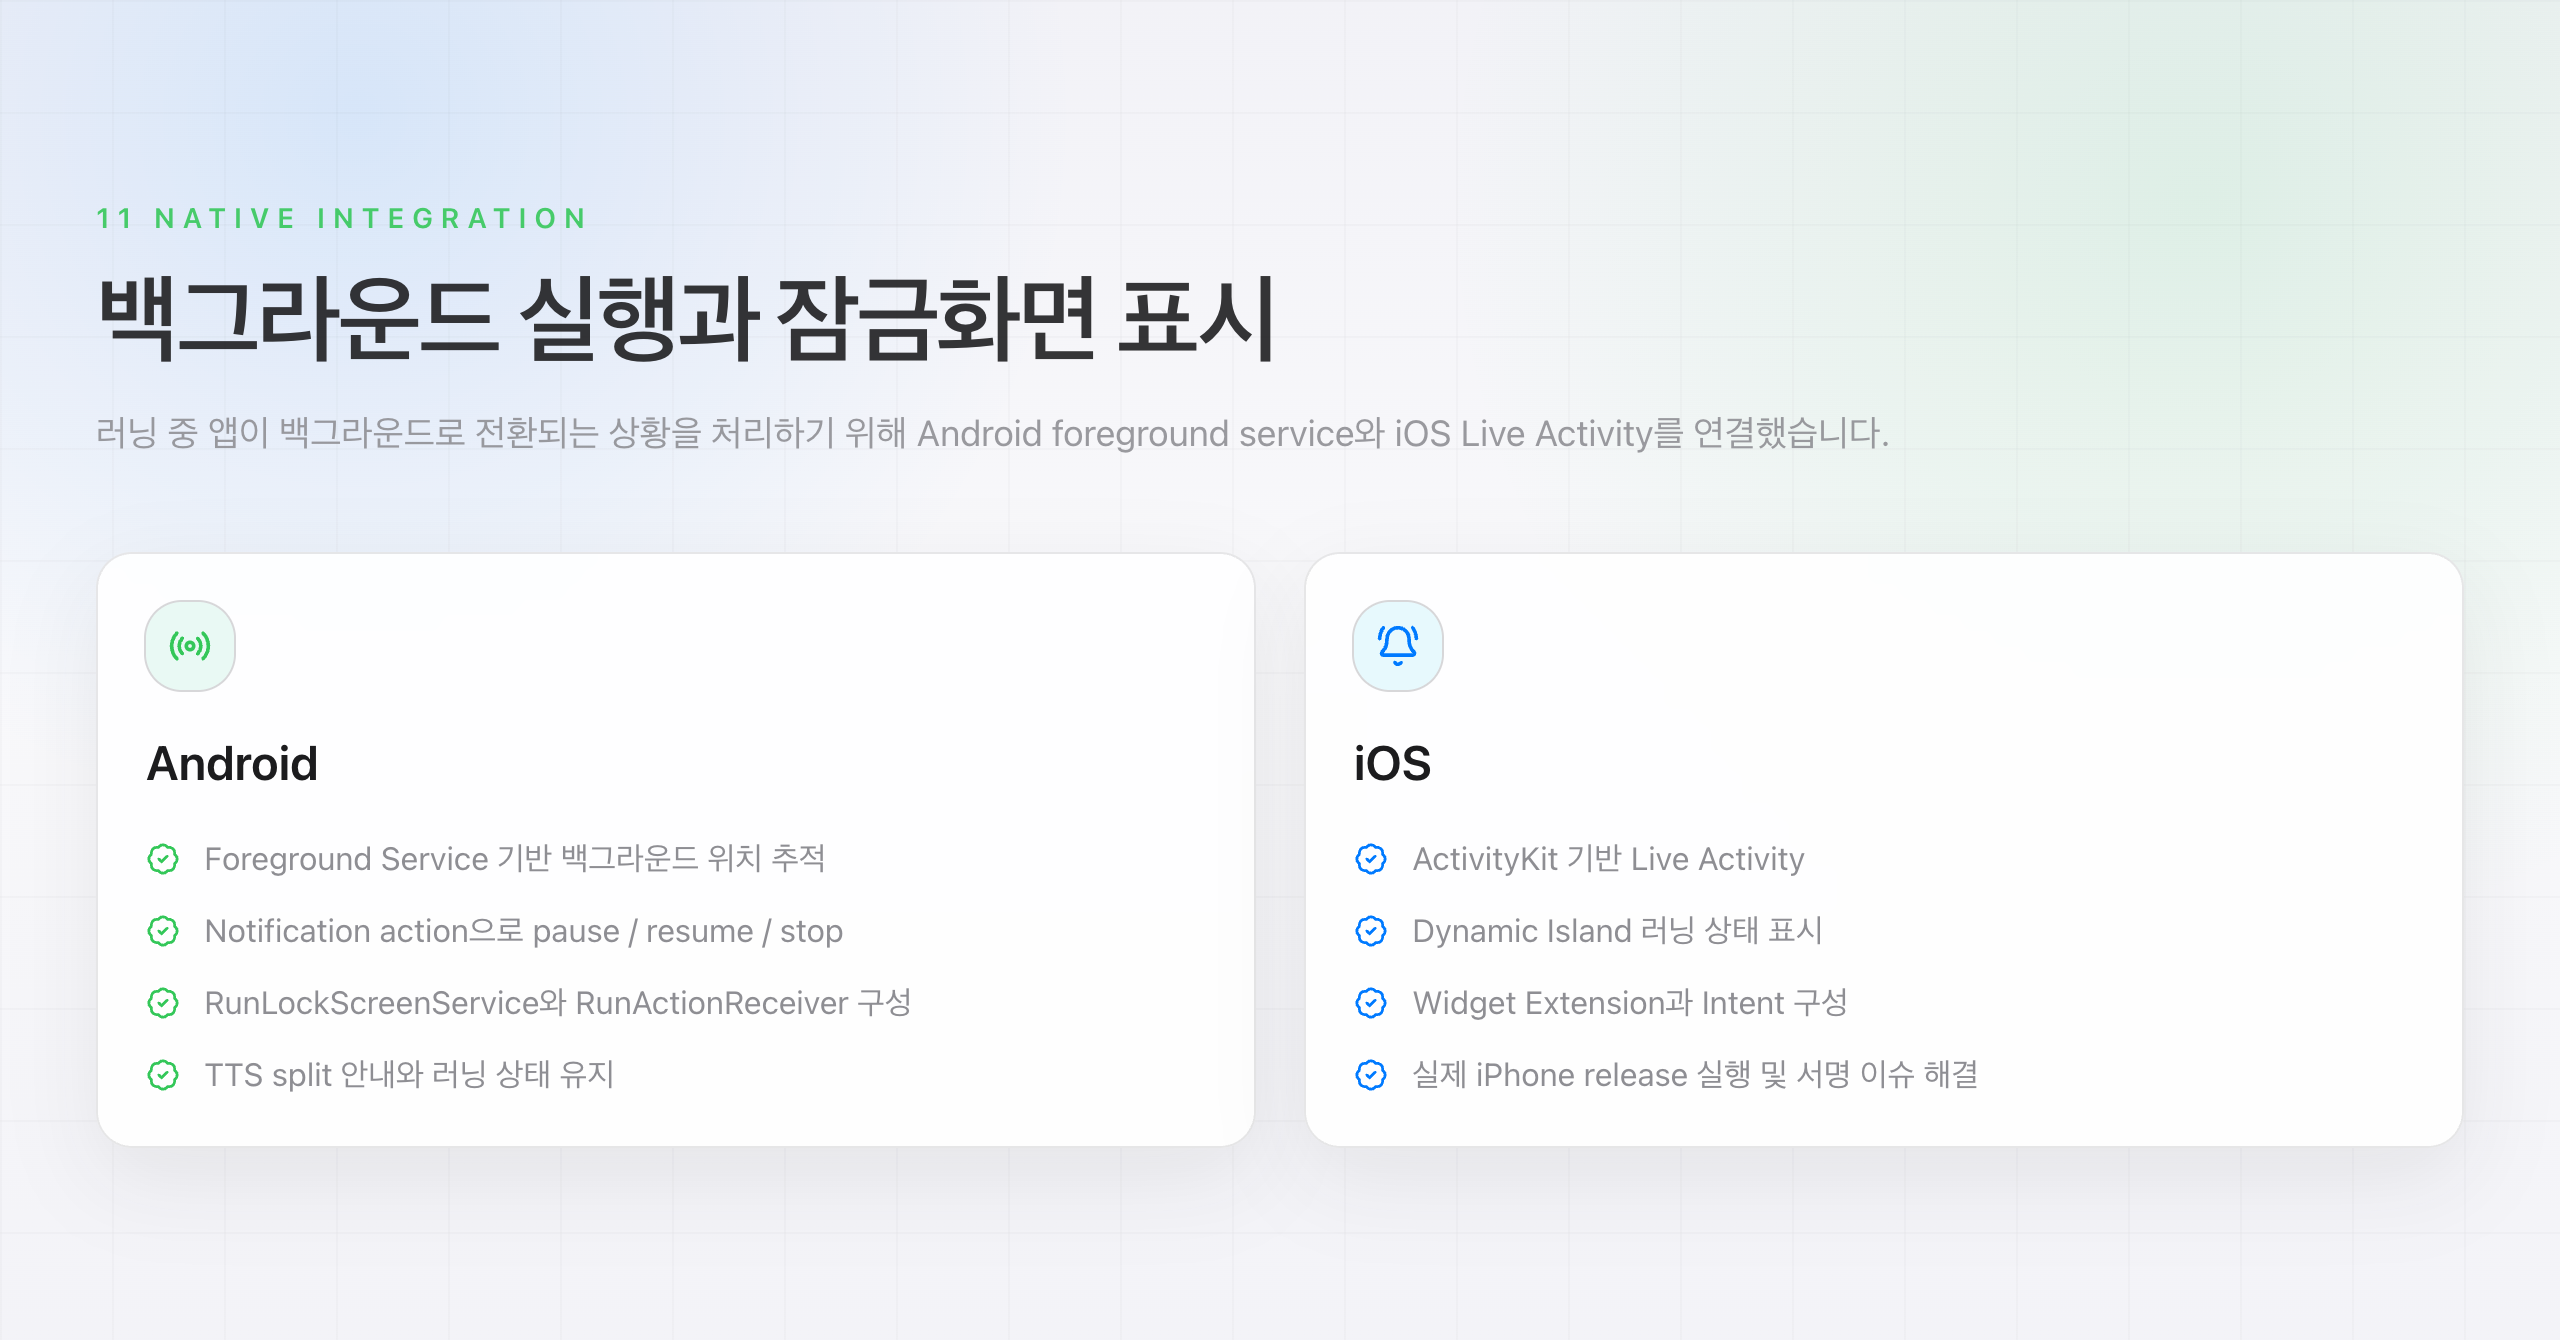 11 NATIVE INTEGRATION
백그라운드 실행과 잠금화면 표시
러닝 중 앱이 백그라운드로 전환되는 상황을 처리하기 위해 Android foreground service와 iOS Live Activity를 연결했습니다.
Android
Foreground Service 기반 백그라운드 위치 추적
Notification action으로 pause / resume / stop
RunLockScreenService와 RunActionReceiver 구성
TTS split 안내와 러닝 상태 유지
iOS
ActivityKit 기반 Live Activity
Dynamic Island 러닝 상태 표시
Widget Extension과 Intent 구성
실제 iPhone release 실행 및 서명 이슈 해결